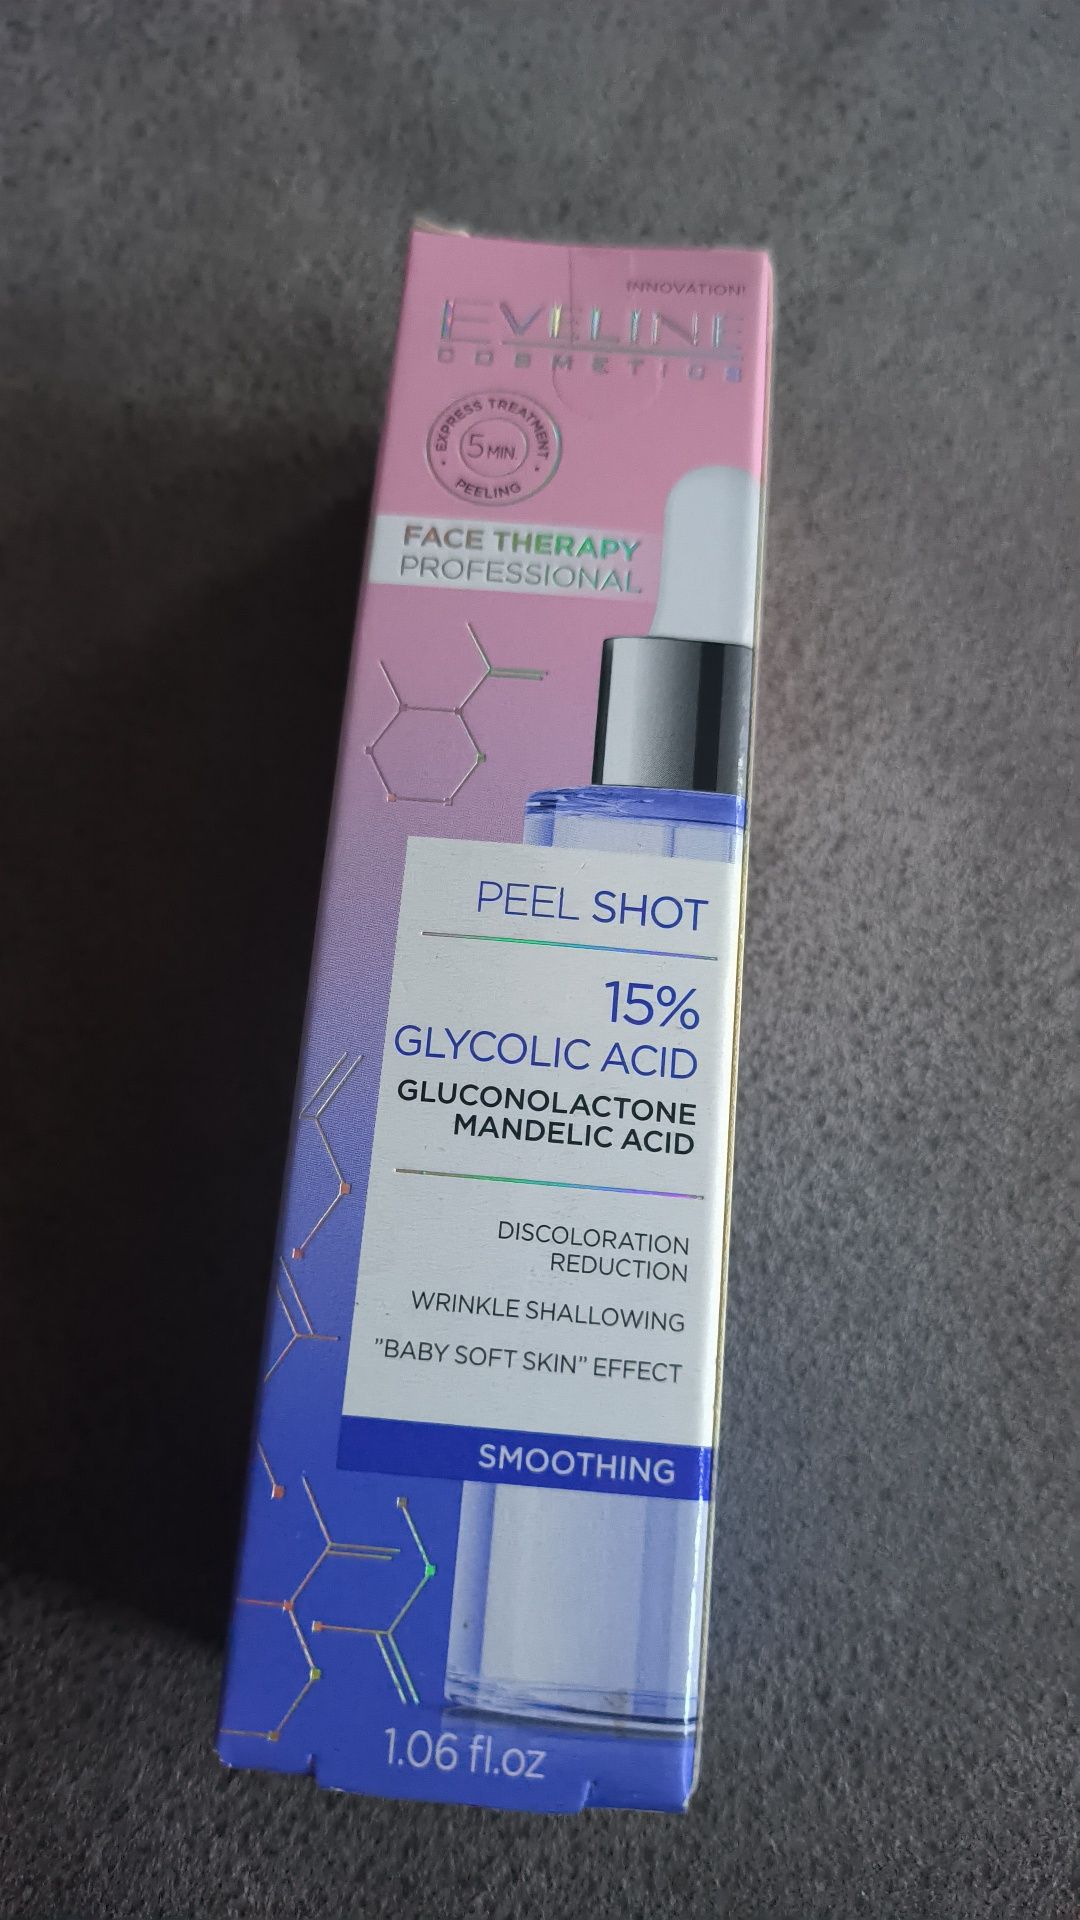 INNOVATION!
EVELINE
COSMETICS
EXPRESS TREATMENT
5 MIN.
PEELING
FACE THERAPY
PROFESSIONAL
PEEL SHOT
15%
GLYCOLIC ACID
GLUCONOLACTONE
MANDELIC ACID
DISCOLORATION
REDUCTION
WRINKLE SHALLOWING
"BABY SOFT SKIN" EFFECT
SMOOTHING
1.06 fl.oz